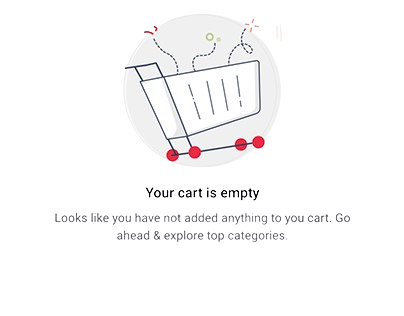 Your cart is empty
Looks like you have not added anything to you cart. Go
ahead & explore top categories.